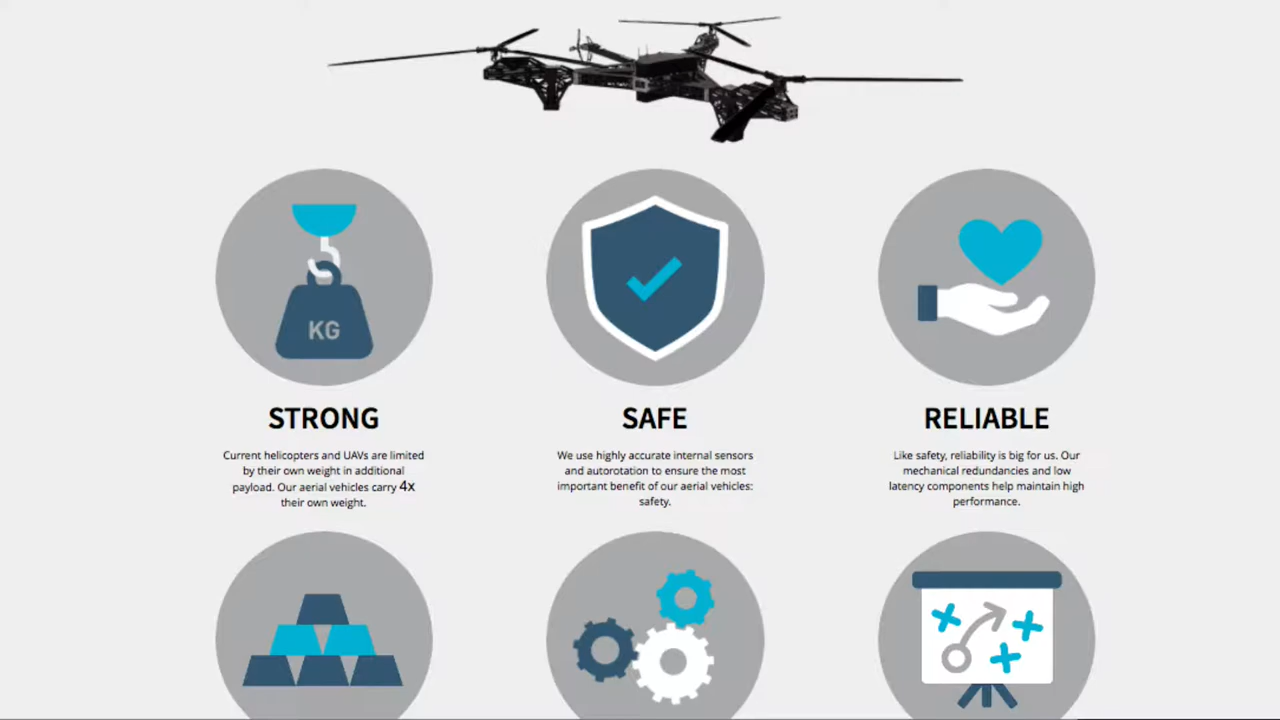 KG
STRONG
Current helicopters and UAVs are limited
by their own weight in additional
payload. Our aerial vehicles carry 4x
their own weight.
SAFE
We use highly accurate internal sensors
and autorotation to ensure the most
important benefit of our aerial vehicles:
safety.
RELIABLE
Like safety, reliability is big for us. Our
mechanical redundancies and low
latency components help maintain high
performance.